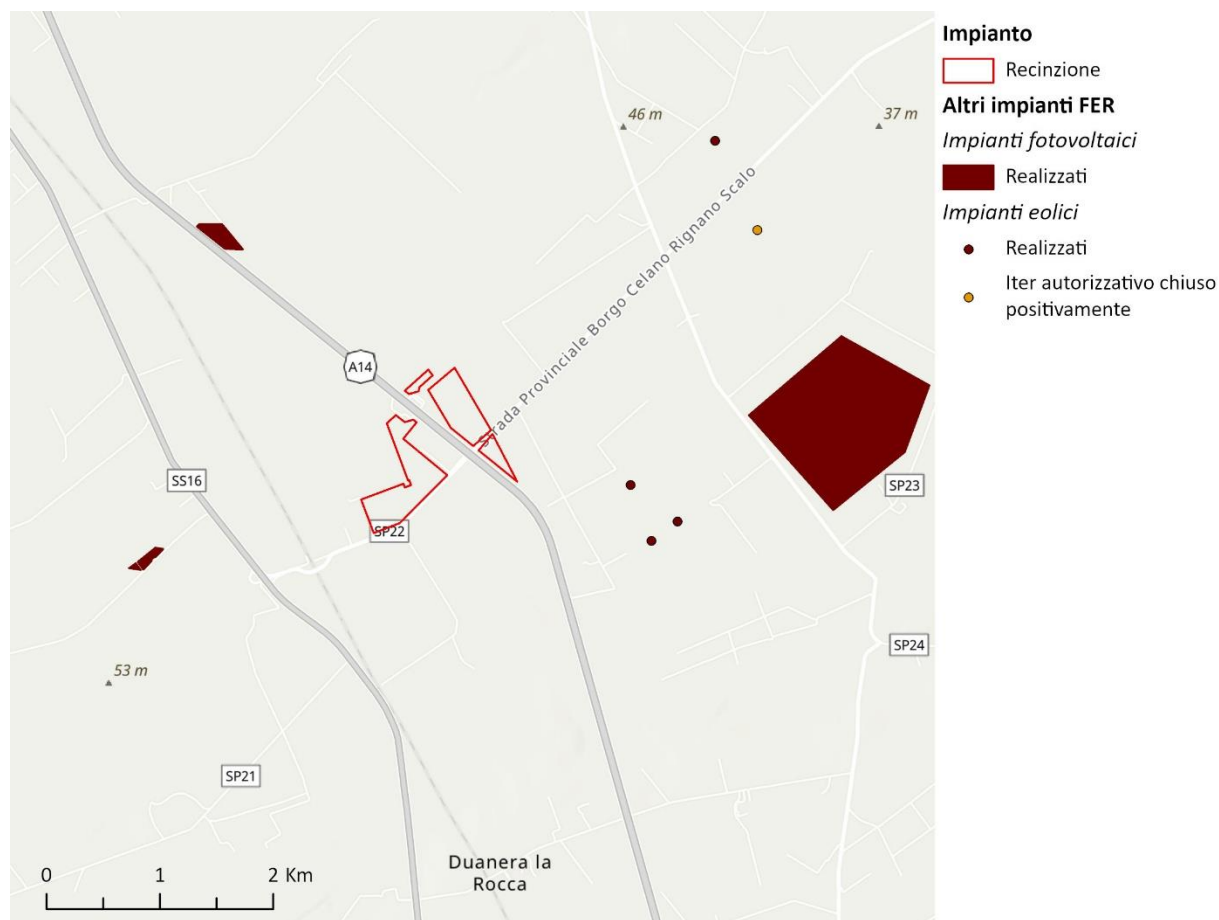 46 m
37 m
Strada Provinciale Borgo Celano Rignano Scalo
A14
SS16
SP23
SP22
SP24
53 m
SP21
0 1 2 Km
Duanera la
Rocca
Impianto
Recinzione
Altri impianti FER
Impianti fotovoltaici
Realizzati
Impianti eolici
Realizzati
Iter autorizzativo chiuso
positivamente